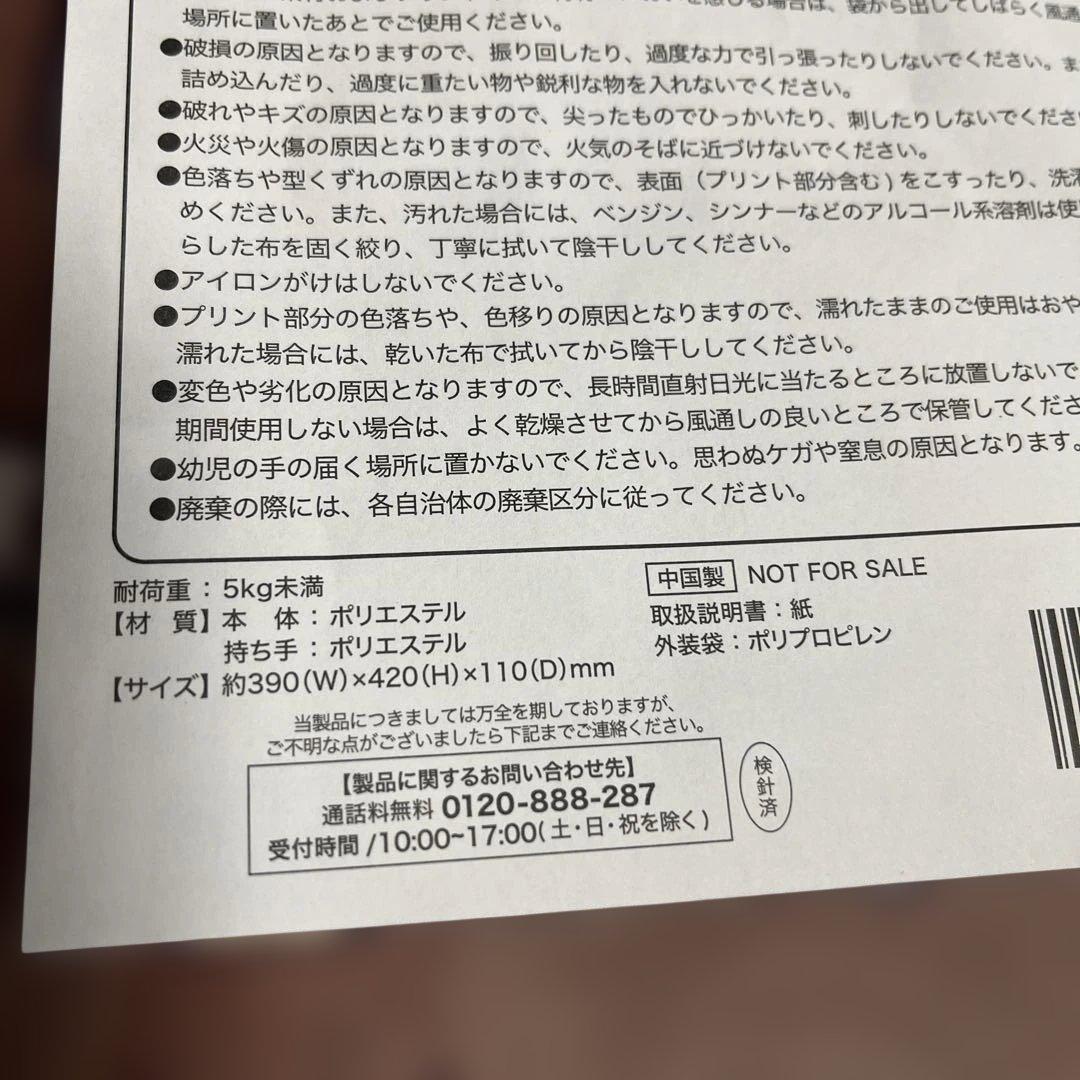 場合は、袋から出してしばらく風通
場所に置いたあとでご使用ください。
●破損の原因となりますので、振り回したり、過度な力で引っ張ったりしないでください。ま
詰め込んだり、過度に重たい物や鋭利な物を入れないでください。
●破れやキズの原因となりますので、尖ったものでひっかいたり、刺したりしないでくださ
●火災や火傷の原因となりますので、火気のそばに近づけないでください。
●色落ちや型くずれの原因となりますので、表面（プリント部分含む)をこすったり、洗濯
めください。また、汚れた場合には、ベンジン、シンナーなどのアルコール系溶剤は使
らした布を固く絞り、丁寧に拭いて陰干ししてください。
●アイロンがけはしないでください。
●プリント部分の色落ちや、色移りの原因となりますので、濡れたままのご使用はおや
濡れた場合には、乾いた布で拭いてから陰干ししてください。
●変色や劣化の原因となりますので、長時間直射日光に当たるところに放置しないで
期間使用しない場合は、よく乾燥させてから風通しの良いところで保管してくださ
●幼児の手の届く場所に置かないでください。思わぬケガや窒息の原因となります。
●廃棄の際には、各自治体の廃棄区分に従ってください。
耐荷重：5kg未満
【材　質】本　体：ポリエステル
持ち手：ポリエステル
【サイズ】約390(W)×420(H)×110(D)mm
中国製 NOT FOR SALE
取扱説明書：紙
外装袋：ポリプロピレン
当製品につきましては万全を期しておりますが、
ご不明な点がございましたら下記までご連絡ください。
【製品に関するお問い合わせ先】
通話料無料 0120-888-287
受付時間 /10:00~17:00(土・日・祝を除く)
検針済